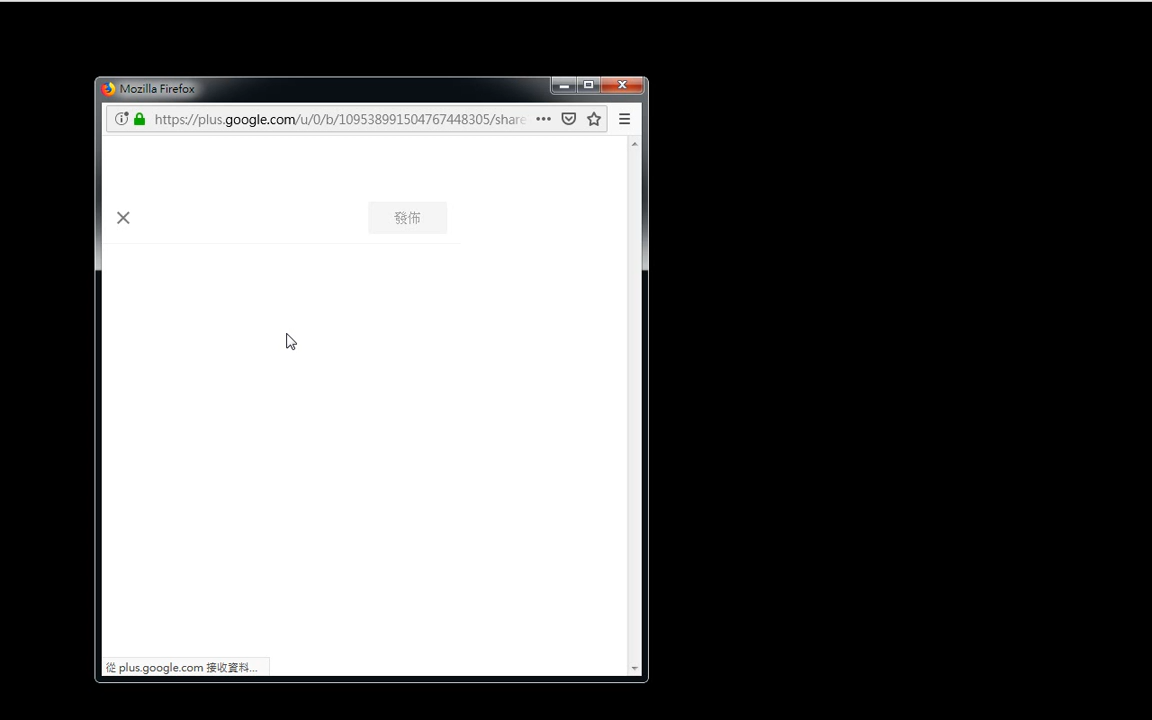 Mozilla Firefox
https://plus.google.com/u/0/b/109538991504767448305/share
發佈
從 plus.google.com 接收資料...